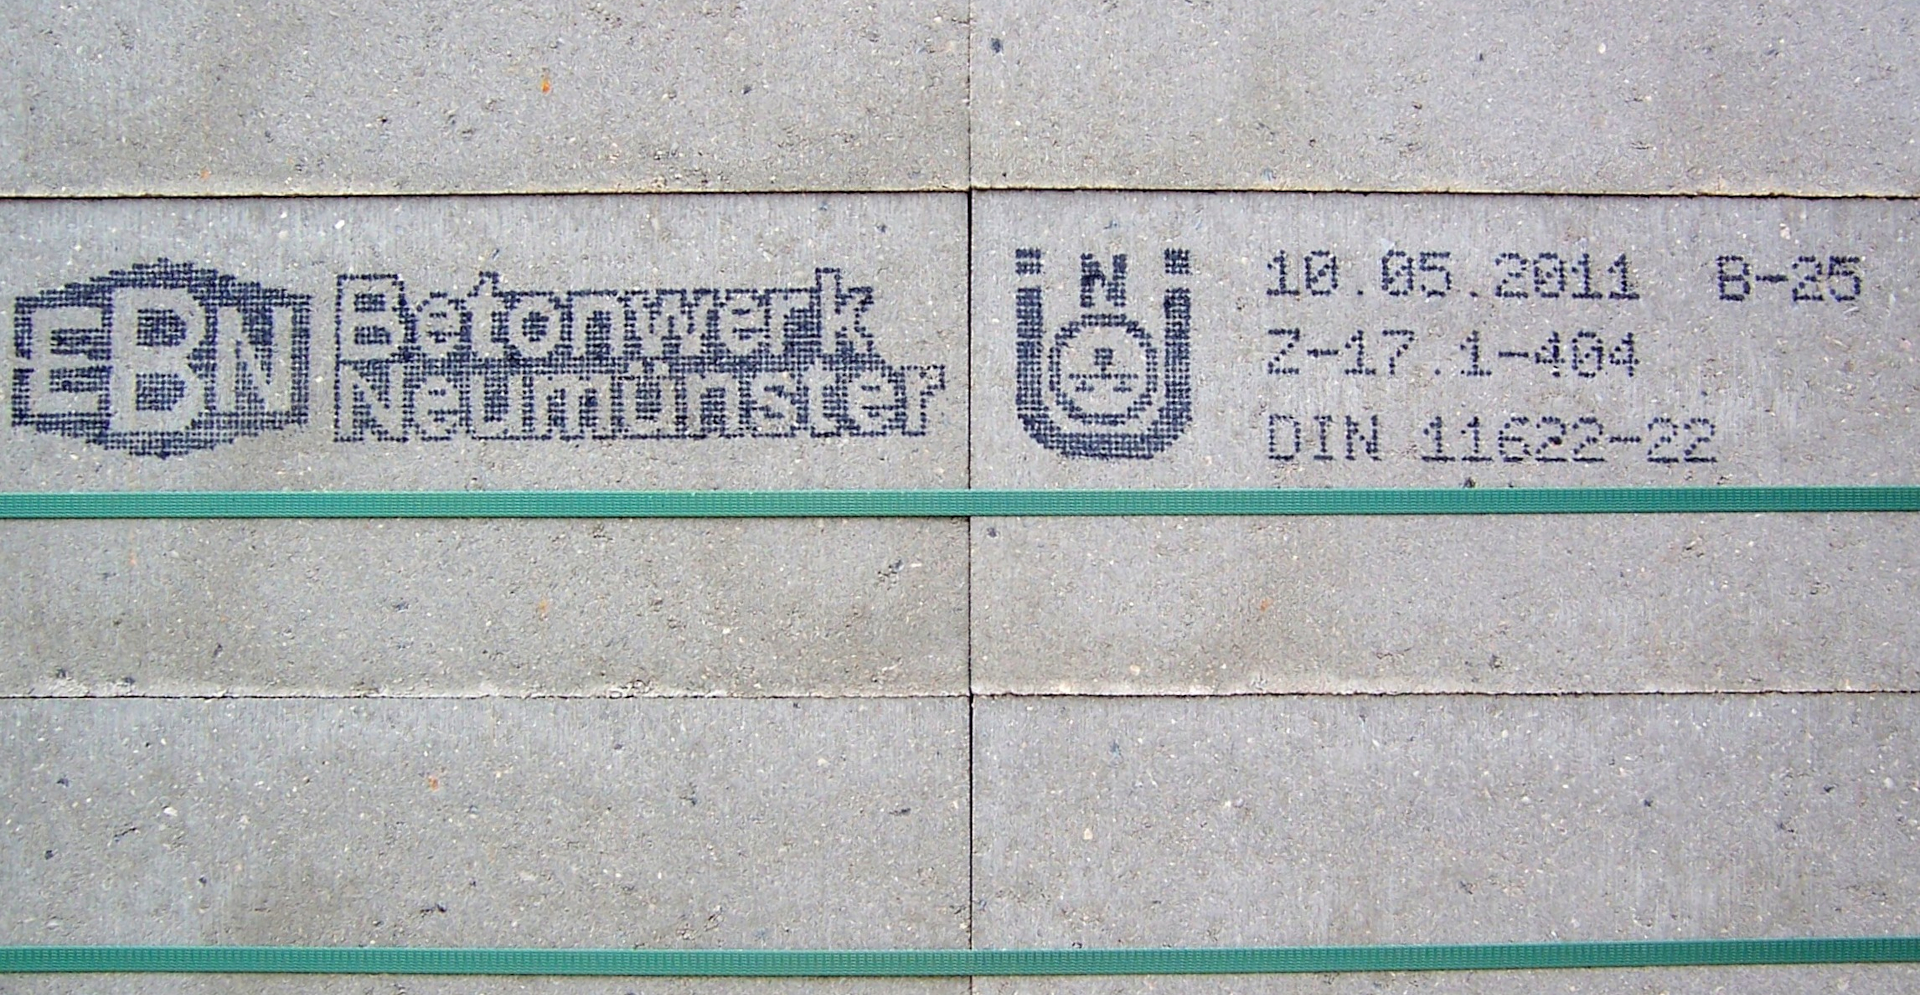 EBN
Betonwerk
Neumünster
N
10.05.2011 B-25
Z-17.1-404
DIN 11622-22